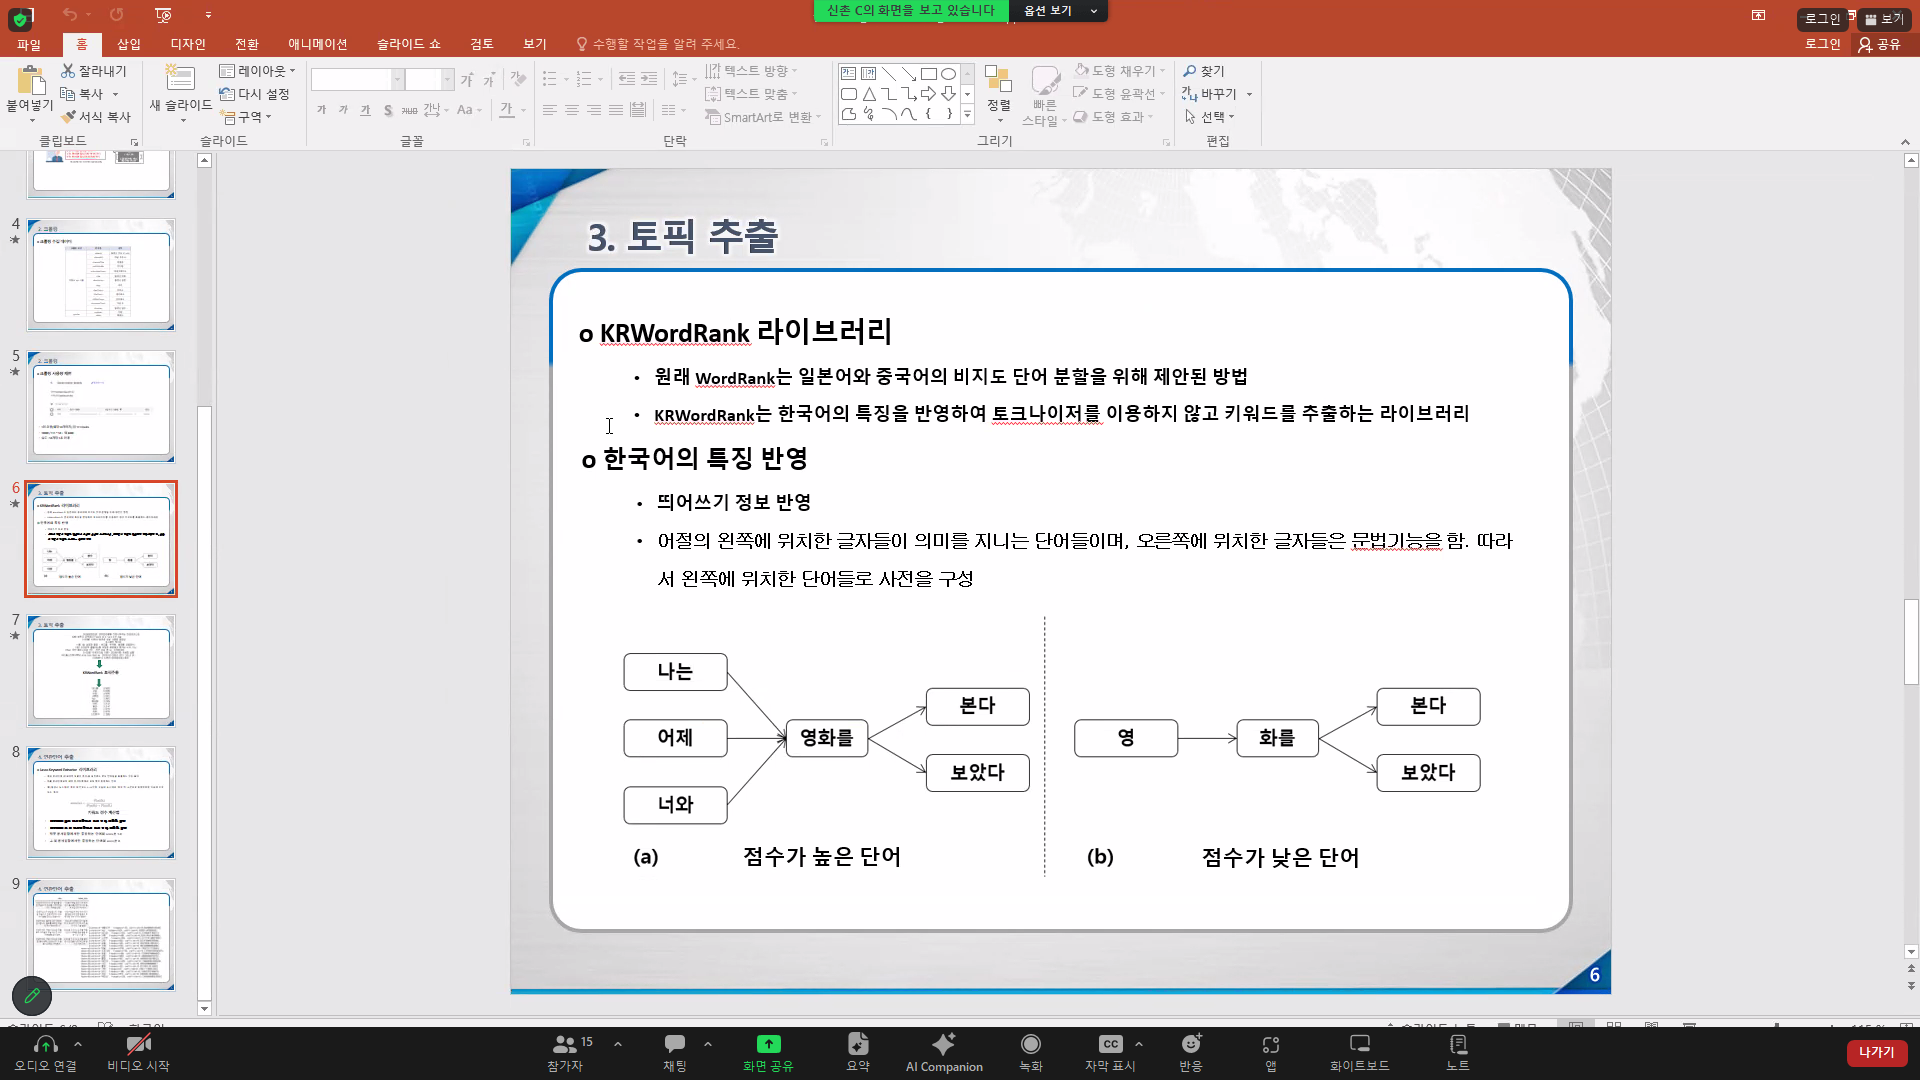 신촌 C의 화면을 보고 있습니다
옵션 보기
로그인
보기
파일
홈
삽입
디자인
전환
애니메이션
슬라이드 쇼
검토
보기
수행할 작업을 알려 주세요.
로그인
공유
붙여넣기
잘라내기
복사
서식 복사
클립보드
새 슬라이드
레이아웃
다시 설정
구역
슬라이드
가 가 가 S 간 Aa 가
글꼴
텍스트 방향
텍스트 맞춤
SmartArt로 변환
단락
정렬
빠른
스타일
도형 채우기
도형 윤곽선
도형 효과
그리기
찾기
바꾸기
선택
편집
4
5
6
7
8
9
3. 토픽 추출
o KRWordRank 라이브러리
• 원래 WordRank는 일본어와 중국어의 비지도 단어 분할을 위해 제안된 방법
• KRWordRank는 한국어의 특징을 반영하여 토크나이저를 이용하지 않고 키워드를 추출하는 라이브러리
o 한국어의 특징 반영
• 띄어쓰기 정보 반영
• 어절의 왼쪽에 위치한 글자들이 의미를 지니는 단어들이며, 오른쪽에 위치한 글자들은 문법기능을 함. 따라
서 왼쪽에 위치한 단어들로 사전을 구성
나는
어제
너와
영화를
본다
보았다
(a) 점수가 높은 단어
영
화를
본다
보았다
(b) 점수가 낮은 단어
6
오디오 연결
비디오 시작
참가자
15
채팅
화면 공유
요약
AI Companion
녹화
CC
자막 표시
반응
앱
화이트보드
노트
나가기